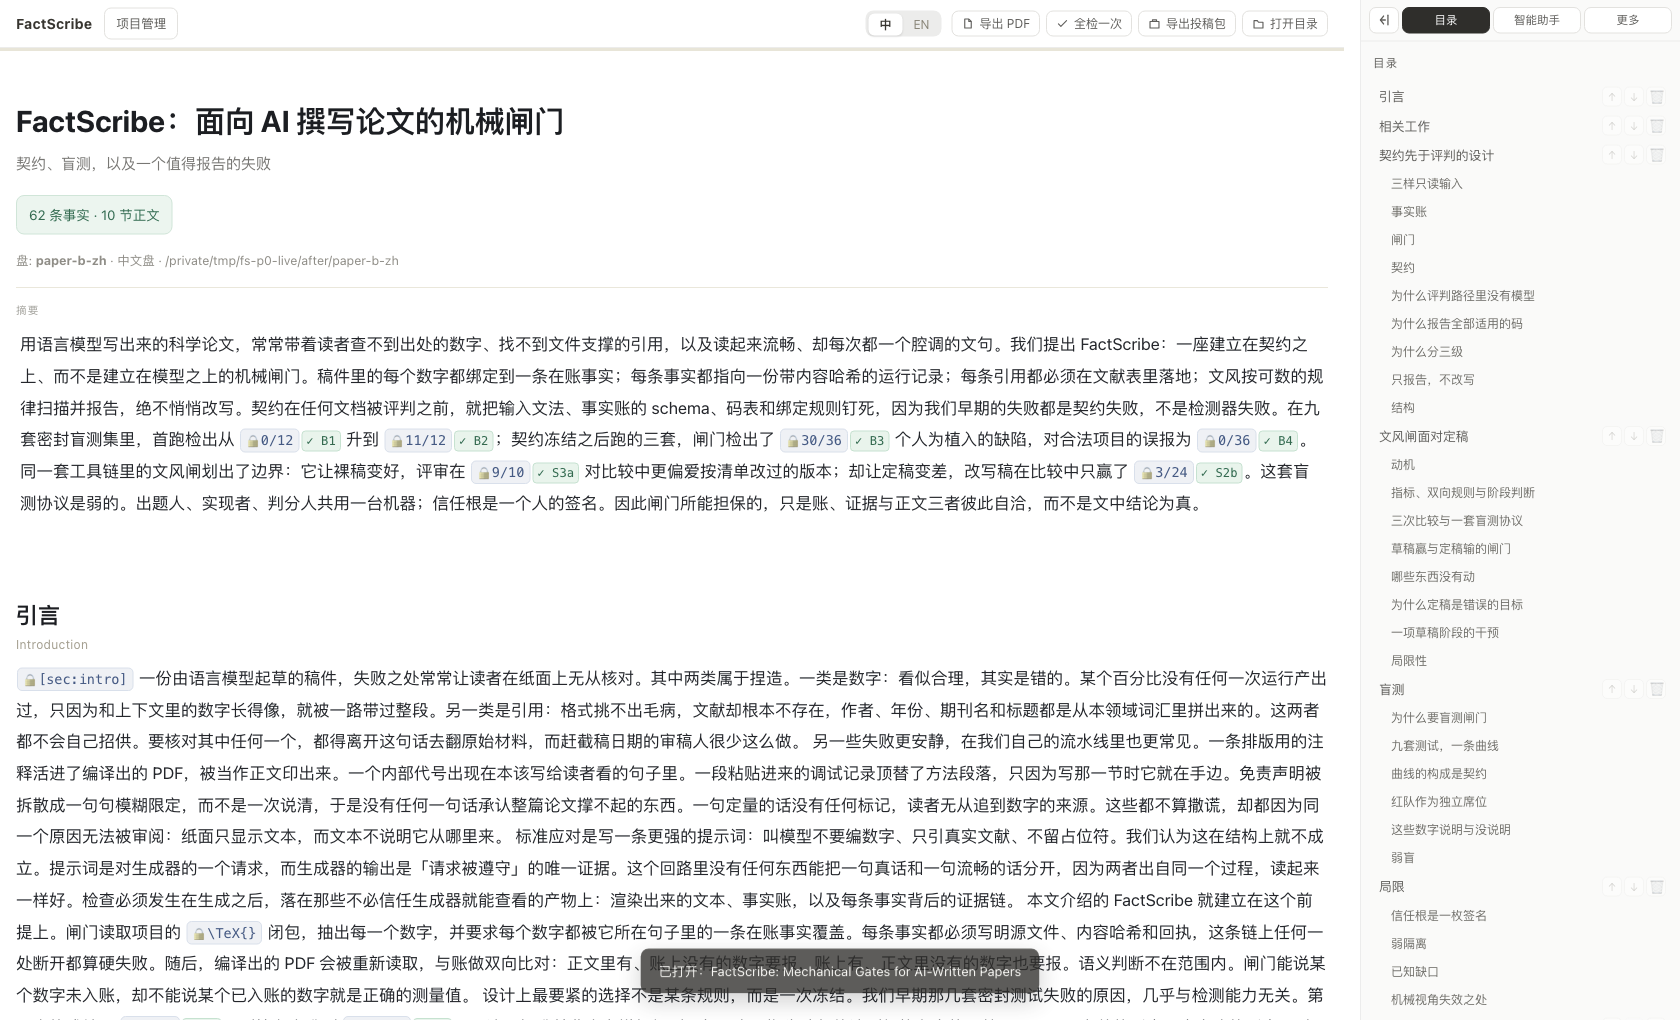 FactScribe 项目管理 中 EN 导出 PDF 全检一次 导出投稿包 打开目录
FactScribe：面向 AI 撰写论文的机械闸门
契约、盲测，以及一个值得报告的失败
62 条事实 · 10 节正文
盘: paper-b-zh · 中文盘 · /private/tmp/fs-p0-live/after/paper-b-zh
摘要
用语言模型写出来的科学论文，常常带着读者查不到出处的数字、找不到文件支撑的引用，以及读起来流畅、却每次都一个腔调的文句。我们提出 FactScribe：一座建立在契约之
上、而不是建立在模型之上的机械闸门。稿件里的每个数字都绑定到一条在账事实；每条事实都指向一份带内容哈希的运行记录；每条引用都必须在文献表里落地；文风按可数的规
律扫描并报告，绝不悄悄改写。契约在任何文档被评判之前，就把输入文法、事实账的 schema、码表和绑定规则钉死，因为我们早期的失败都是契约失败，不是检测器失败。在九
套密封盲测集里，首跑检出从 0/12 ✓ B1 升到 11/12 ✓ B2；契约冻结之后跑的三套，闸门检出了 30/36 ✓ B3 个人为植入的缺陷，对合法项目的误报为 0/36 ✓ B4。
同一套工具链里的文风闸划出了边界：它让裸稿变好，评审在 9/10 ✓ S3a 对比较中更偏爱按清单改过的版本；却让定稿变差，改写稿在比较中只赢了 3/24 ✓ S2b。这套盲
测协议是弱的。出题人、实现者、判分人共用一台机器；信任根是一个人的签名。因此闸门所能担保的，只是账、证据与正文三者彼此自洽，而不是文中结论为真。
引言
Introduction
[sec:intro] 一份由语言模型起草的稿件，失败之处常常让读者在纸面上无从核对。其中两类属于捏造。一类是数字：看似合理，其实是错的。某个百分比没有任何一次运行产出
过，只因为和上下文里的数字长得像，就被一路带过整段。另一类是引用：格式挑不出毛病，文献却根本不存在，作者、年份、期刊名和标题都是从本领域词汇里拼出来的。这两者
都不会自己招供。要核对其中任何一个，都得离开这句话去翻原始材料，而赶截稿日期的审稿人很少这么做。 另一些失败更安静，在我们自己的流水线里也更常见。一条排版用的注
释活进了编译出的 PDF，被当作正文印出来。一个内部代号出现在本该写给读者看的句子里。一段粘贴进来的调试记录顶替了方法段落，只因为写那一节时它就在手边。免责声明被
拆散成一句句模糊限定，而不是一次说清，于是没有任何一句话承认整篇论文撑不起的东西。一句定量的话没有任何标记，读者无从追到数字的来源。这些都不算撒谎，却都因为同
一个原因无法被审阅：纸面只显示文本，而文本不说明它从哪里来。 标准应对是写一条更强的提示词：叫模型不要编数字、只引真实文献、不留占位符。我们认为这在结构上就不成
立。提示词是对生成器的一个请求，而生成器的输出是「请求被遵守」的唯一证据。这个回路里没有任何东西能把一句真话和一句流畅的话分开，因为两者出自同一个过程，读起来
一样好。检查必须发生在生成之后，落在那些不必信任生成器就能查看的产物上：渲染出来的文本、事实账，以及每条事实背后的证据链。 本文介绍的 FactScribe 就建立在这个前
提上。闸门读取项目的 \TeX{} 闭包，抽出每一个数字，并要求每个数字都被它所在句子里的一条在账事实覆盖。每条事实都必须写明源文件、内容哈希和回执，这条链上任何一
处断开都算硬失败。随后，编译出的 PDF 会被重新读取，与账做双向比对：正文里有、账上没有的数字要报，账上有、正文里没有的数字也要报。语义判断不在范围内。闸门能说某
个数字未入账，却不能说某个已入账的数字就是正确的测量值。 设计上最要紧的选择不是某条规则，而是一次冻结。我们早期那几套密封测试失败的原因，几乎与检测能力无关。第
已打开：FactScribe: Mechanical Gates for AI-Written Papers
目录 智能助手 更多
目录
引言
相关工作
契约先于评判的设计
三样只读输入
事实账
闸门
契约
为什么评判路径里没有模型
为什么报告全部适用的码
为什么分三级
只报告，不改写
结构
文风闸面对定稿
动机
指标、双向规则与阶段判断
三次比较与一套盲测协议
草稿赢与定稿输的闸门
哪些东西没有动
为什么定稿是错误的目标
一项草稿阶段的干预
局限性
盲测
为什么要盲测闸门
九套测试，一条曲线
曲线的构成是契约
红队作为独立席位
这些数字说明与没说明
弱盲
局限
信任根是一枚签名
弱隔离
已知缺口
机械视角失效之处